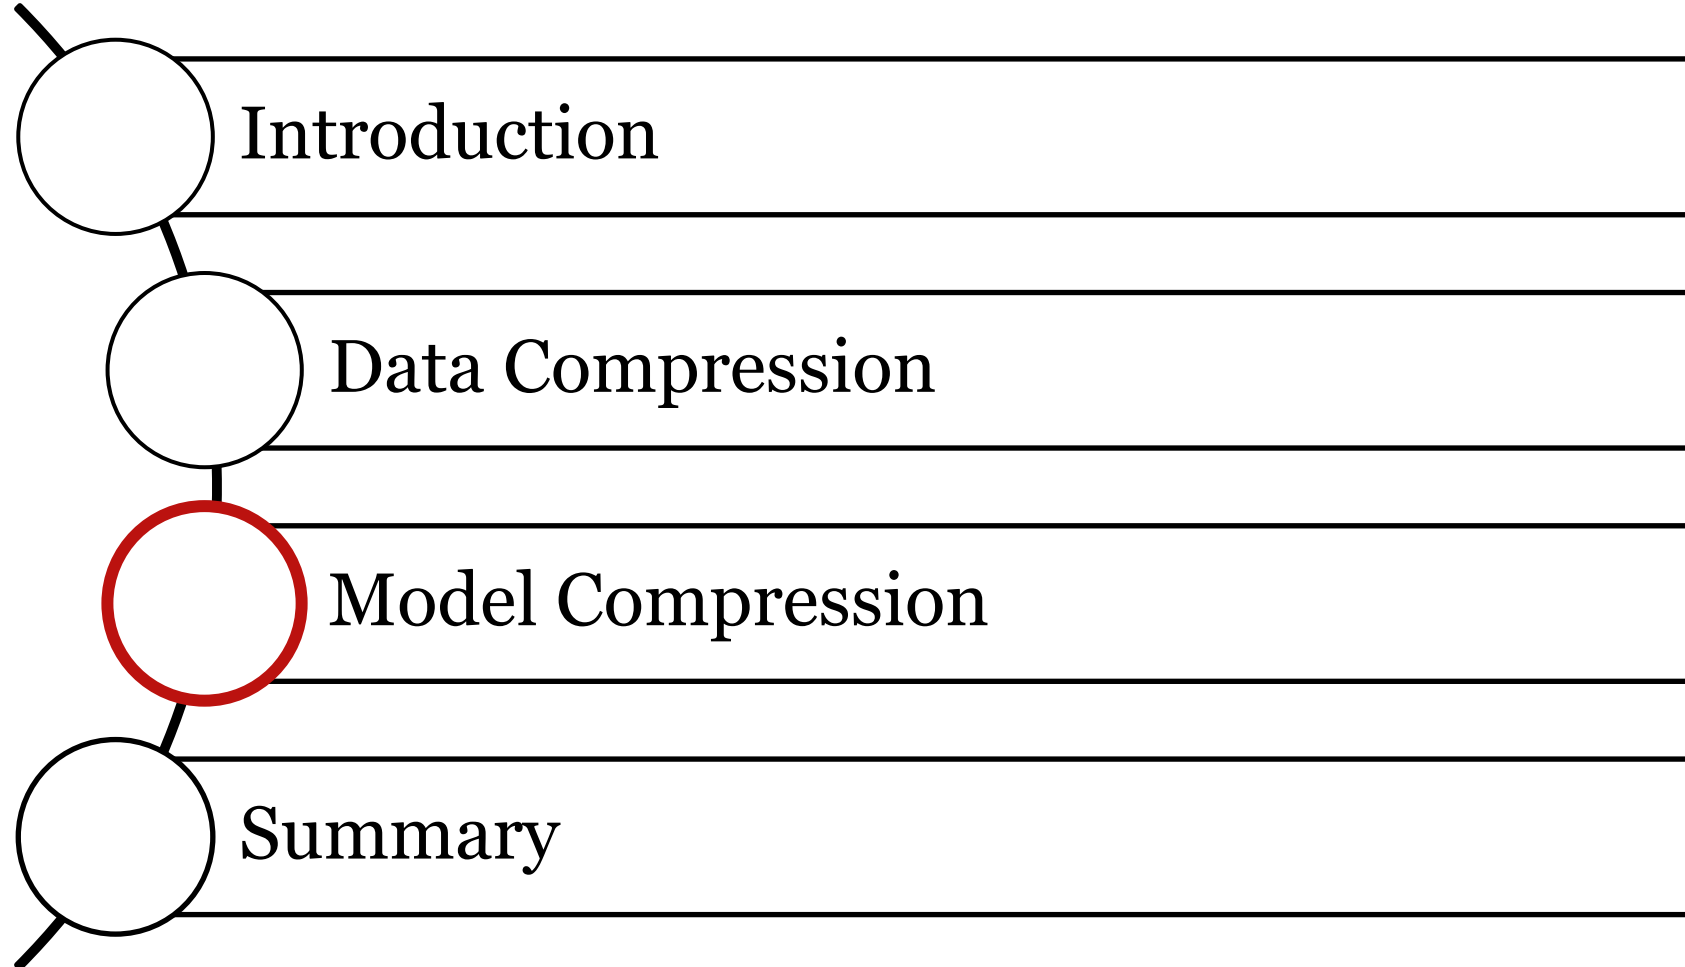 Introduction
Data Compression
Model Compression
Summary